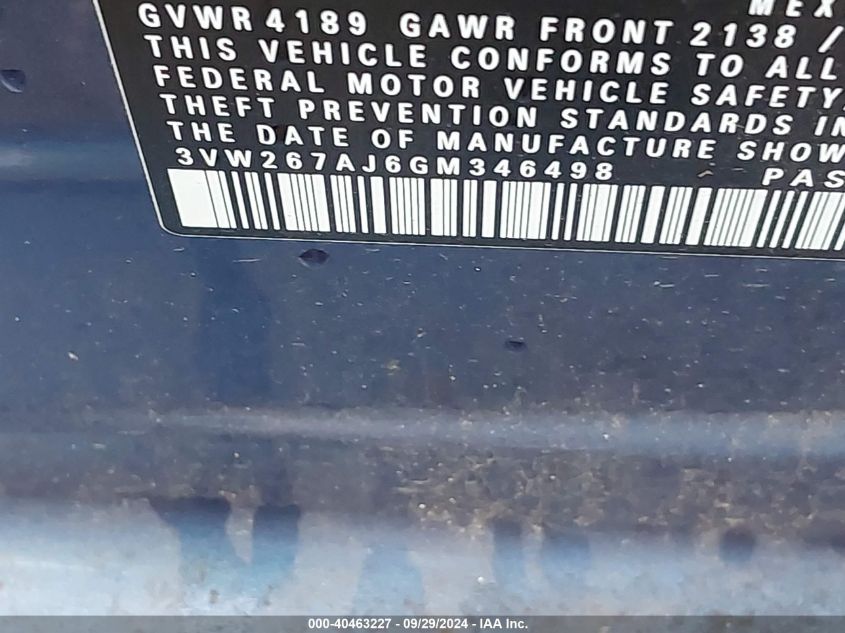 MEX
GVWR 4189 GAWR FRONT 2138 /
THIS VEHICLE CONFORMS TO ALL
FEDERAL MOTOR VEHICLE SAFETY,
THEFT PREVENTION STANDARDS IN
THE DATE OF MANUFACTURE SHOW
3VW267AJ6GM346498 PAS
000-40463227 - 09/29/2024 - IAA Inc.